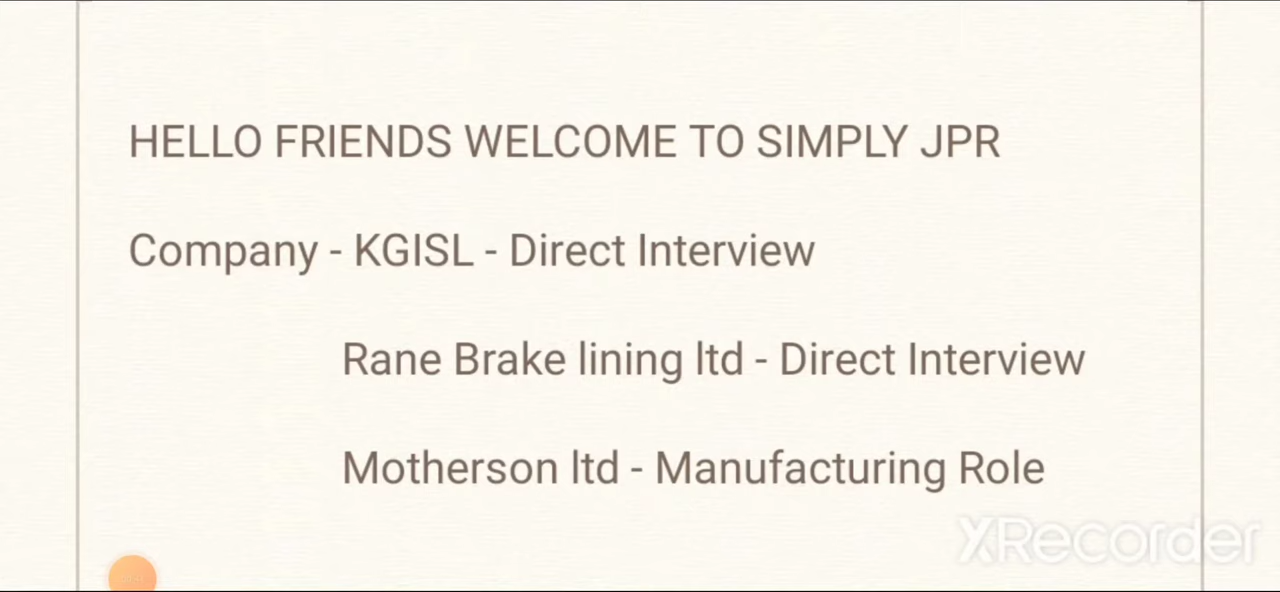 HELLO FRIENDS WELCOME TO SIMPLY JPR
Company - KGISL - Direct Interview
Rane Brake lining ltd - Direct Interview
Motherson ltd - Manufacturing Role
XRecorder